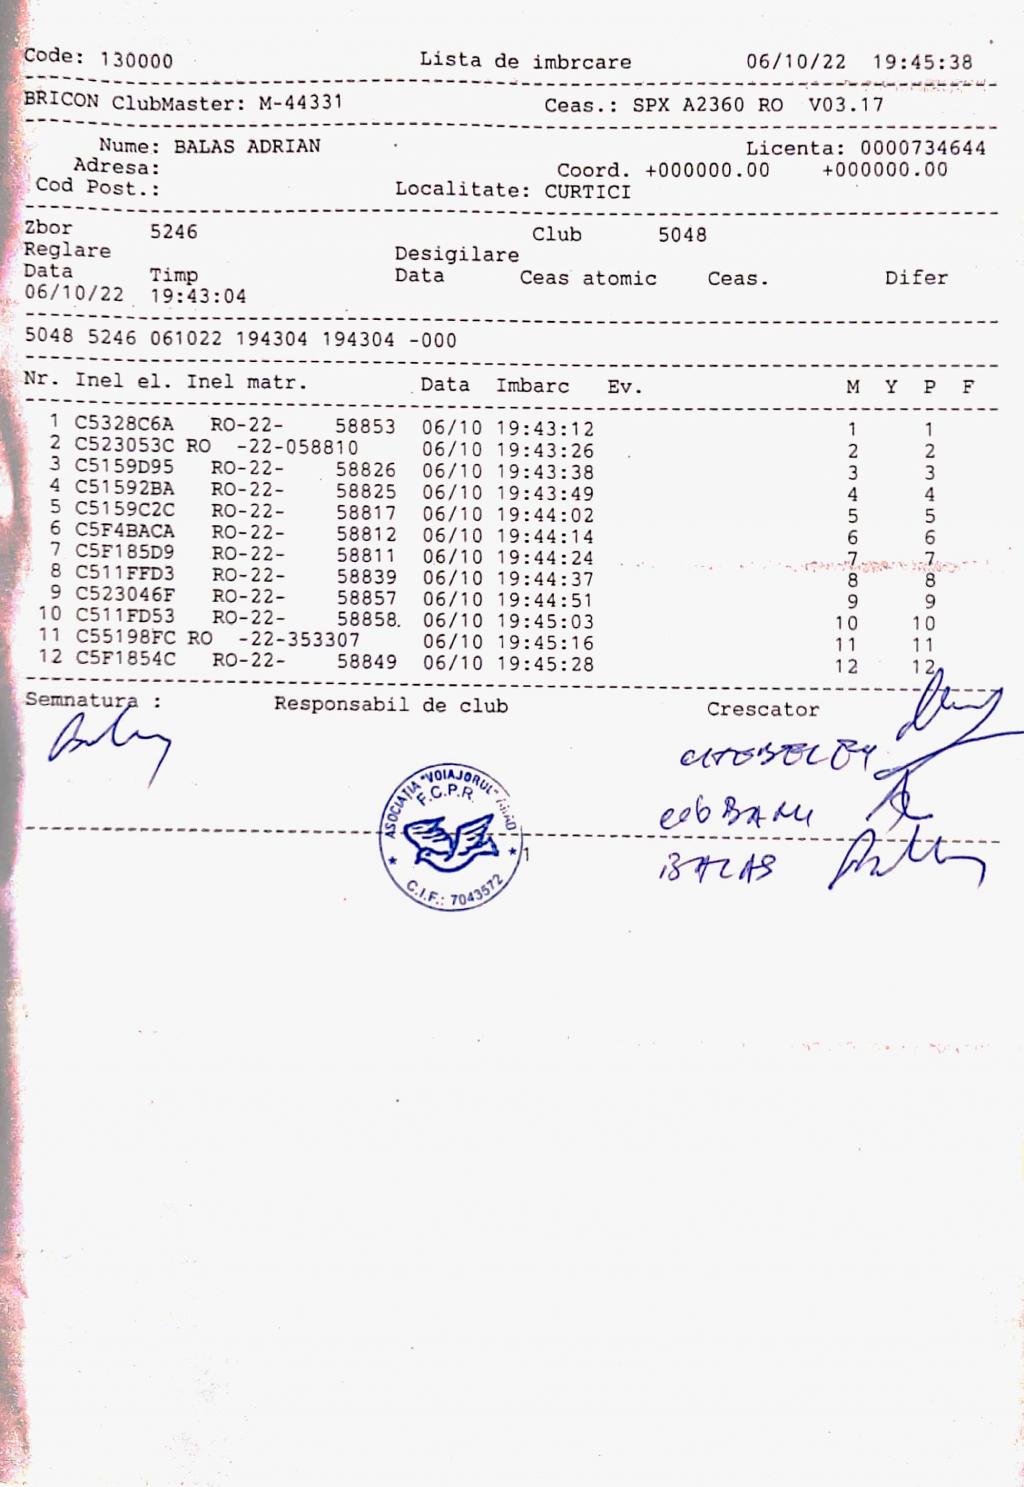 Code: 130000 Lista de imbrcare 06/10/22 19:45:38
BRICON ClubMaster: M-44331 Ceas.: SPX A2360 RO V03.17
Nume: BALAS ADRIAN Licenta: 0000734644
Adresa: Coord. +000000.00 +000000.00
Cod Post.: Localitate: CURTICI
Zbor 5246 Club 5048
Reglare Desigilare
Data Timp Data Ceas atomic Ceas. Difer
06/10/22 19:43:04
5048 5246 061022 194304 194304 -000
Nr. Inel el. Inel matr. Data Imbarc Ev. M Y P F
1 C5328C6A RO-22- 58853 06/10 19:43:12 1 1
2 C523053C RO -22-058810 06/10 19:43:26 2 2
3 C5159D95 RO-22- 58826 06/10 19:43:38 3 3
4 C51592BA RO-22- 58825 06/10 19:43:49 4 4
5 C5159C2C RO-22- 58817 06/10 19:44:02 5 5
6 C5F4BACA RO-22- 58812 06/10 19:44:14 6 6
7 C5F185D9 RO-22- 58811 06/10 19:44:24 7 7
8 C511FFD3 RO-22- 58839 06/10 19:44:37 8 8
9 C523046F RO-22- 58857 06/10 19:44:51 9 9
10 C511FD53 RO-22- 58858 06/10 19:45:03 10 10
11 C55198FC RO -22-353307 06/10 19:45:16 11 11
12 C5F1854C RO-22- 58849 06/10 19:45:28 12 12
Semnatura : Responsabil de club Crescator
ASOCIATIA "VOIAJORUL" ARAD
F.C.P.R.
C.I.F.: 7043572
1
BALAS